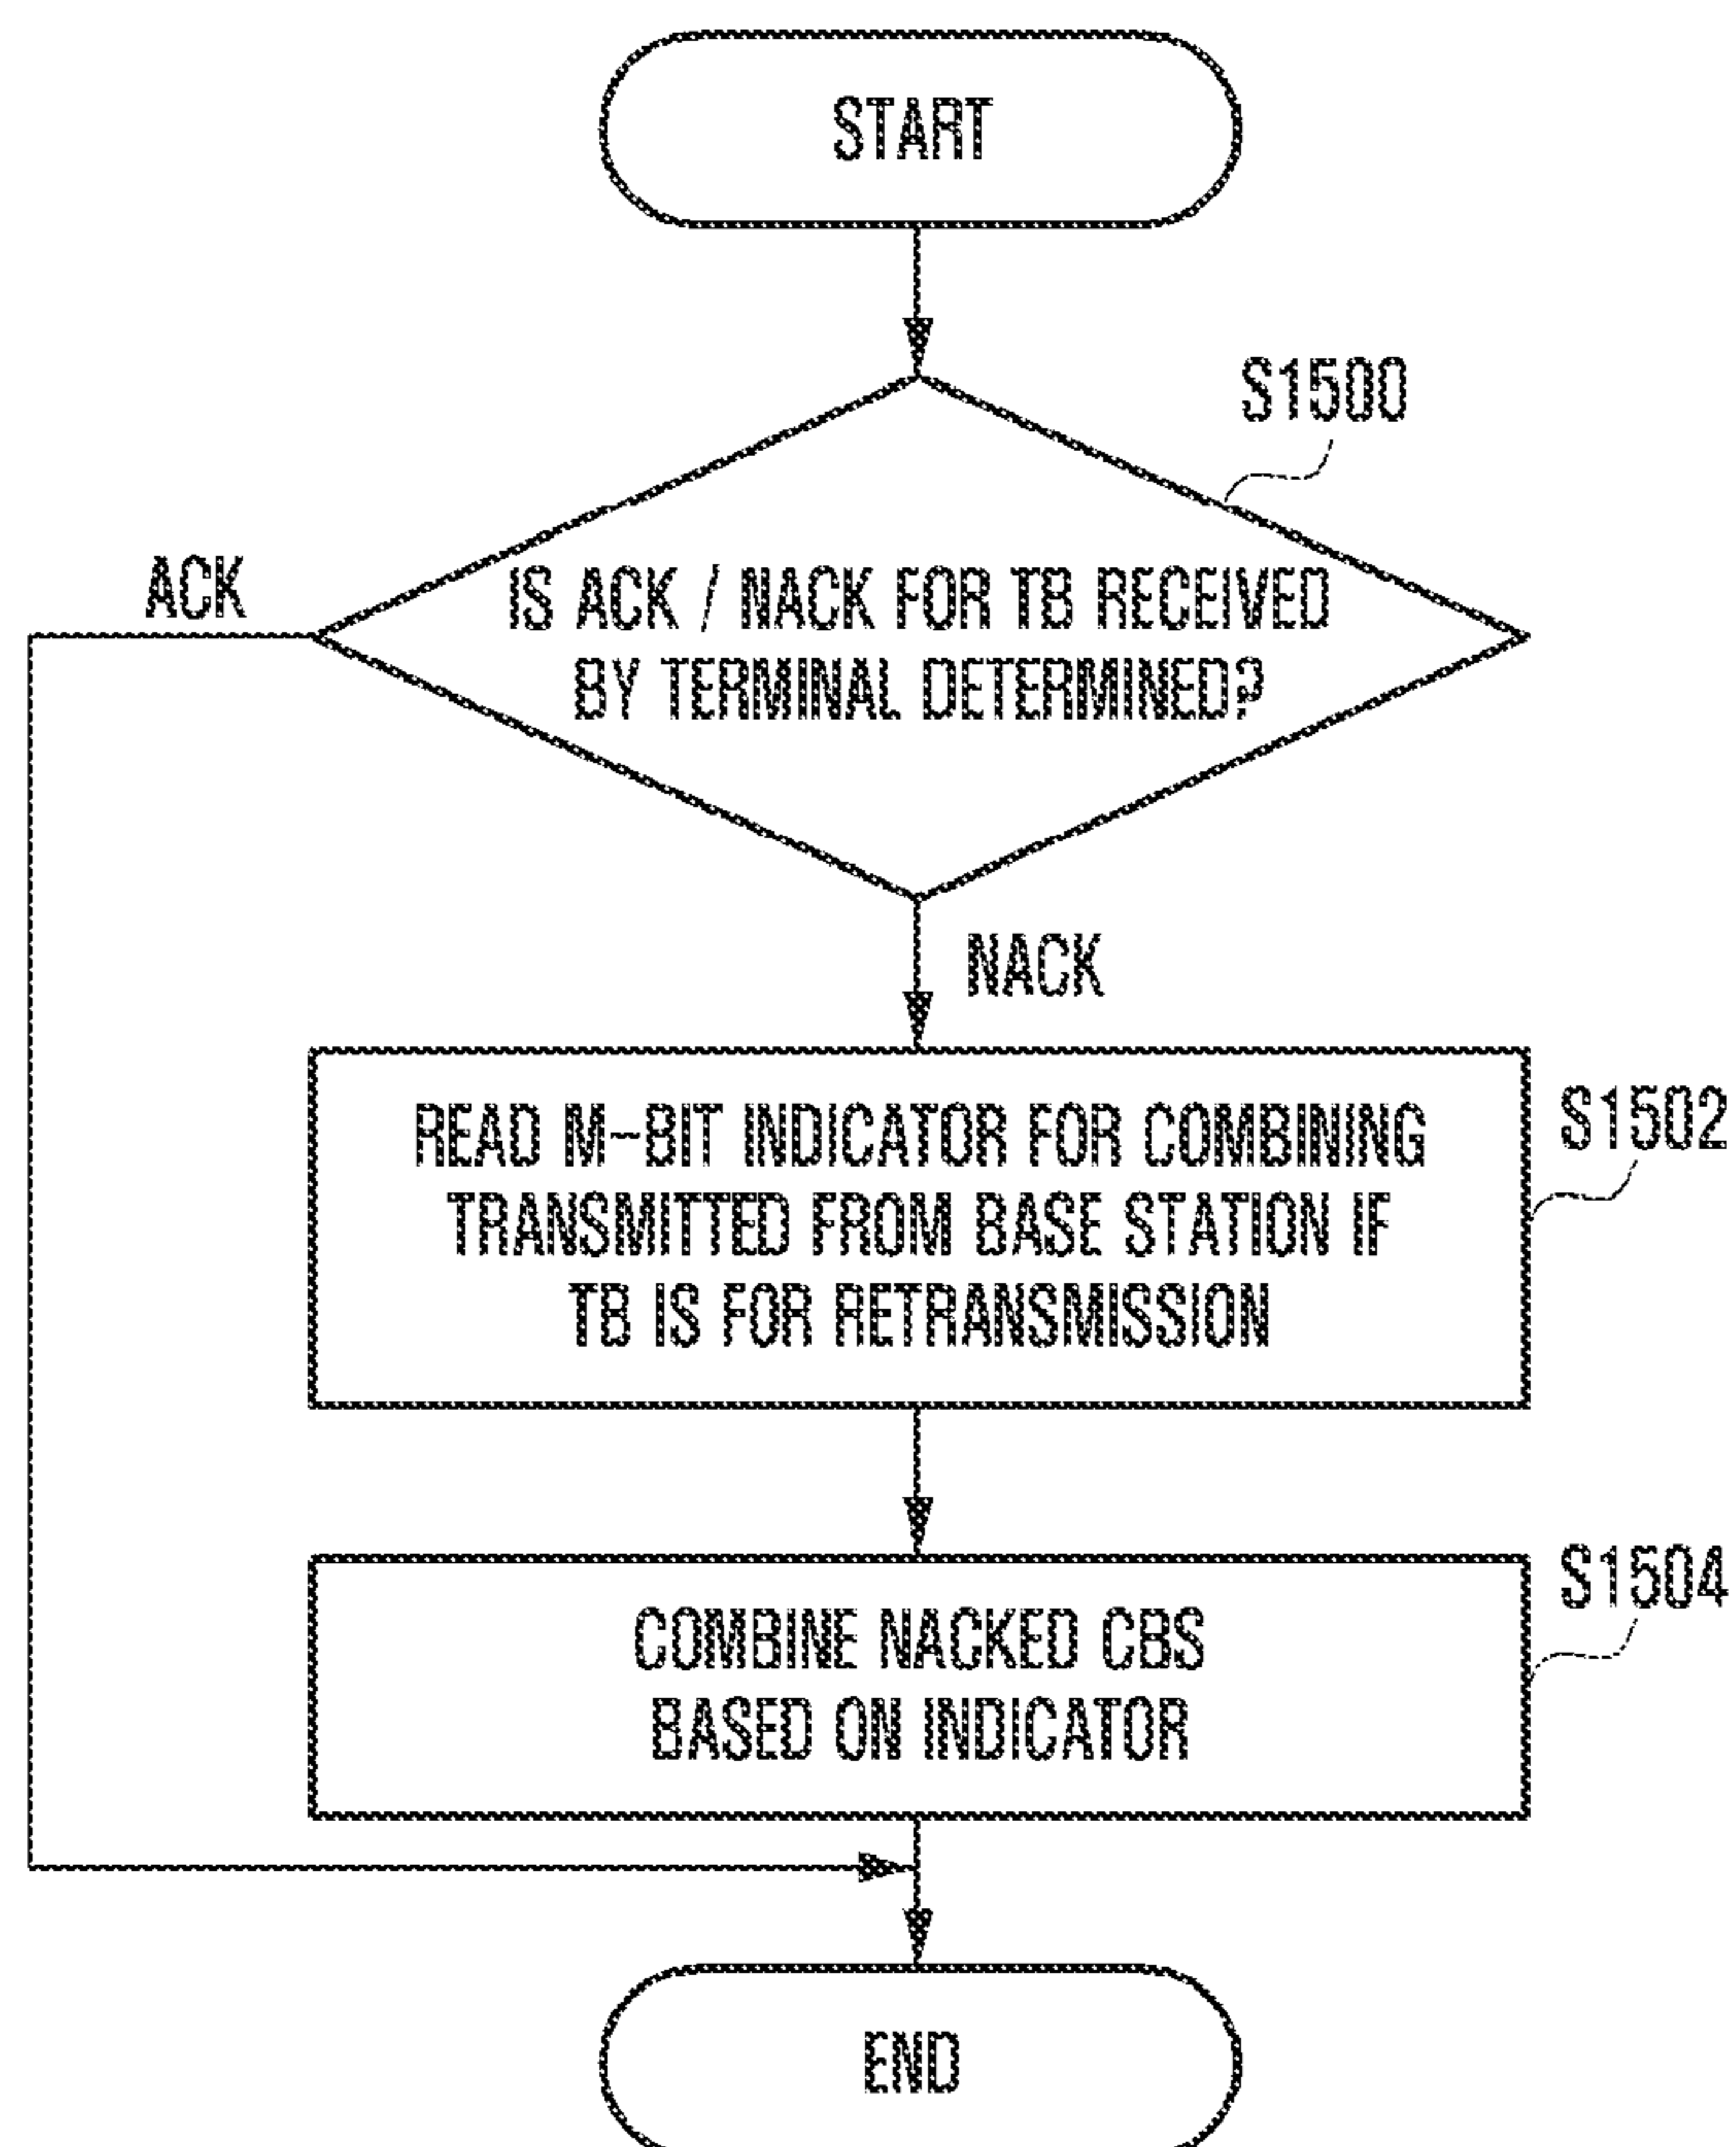 START
S1500
ACK
IS ACK / NACK FOR TB RECEIVED
BY TERMINAL DETERMINED?
NACK
READ M-BIT INDICATOR FOR COMBINING
TRANSMITTED FROM BASE STATION IF
TB IS FOR RETRANSMISSION
S1502
COMBINE NACKED CBS
BASED ON INDICATOR
S1504
END